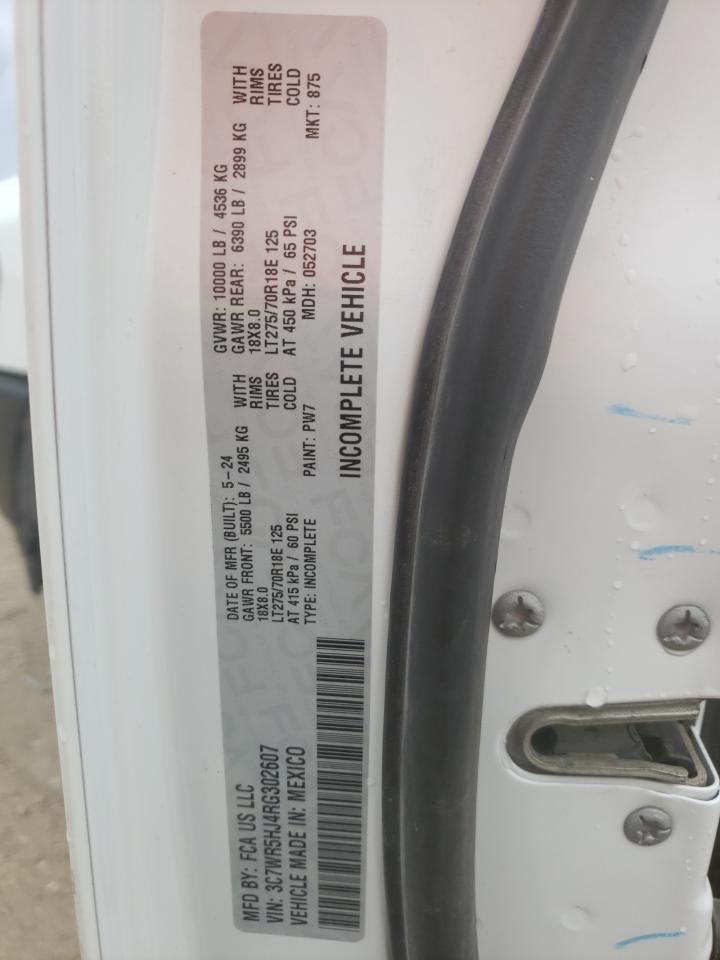 MFD BY: FCA US LLC
VIN: 3C7WR5HJ4RG302607
VEHICLE MADE IN: MEXICO
DATE OF MFR (BUILT): 5-24 GVWR: 10000 LB / 4536 KG
GAWR FRONT: 5500 LB / 2495 KG WITH GAWR REAR: 6390 LB / 2899 KG WITH
18X8.0 RIMS 18X8.0 RIMS
LT275/70R18E 125 TIRES LT275/70R18E 125 TIRES
AT 415 kPa / 60 PSI COLD AT 450 kPa / 65 PSI COLD
TYPE: INCOMPLETE PAINT: PW7 MDH: 052703 MKT: 875
INCOMPLETE VEHICLE